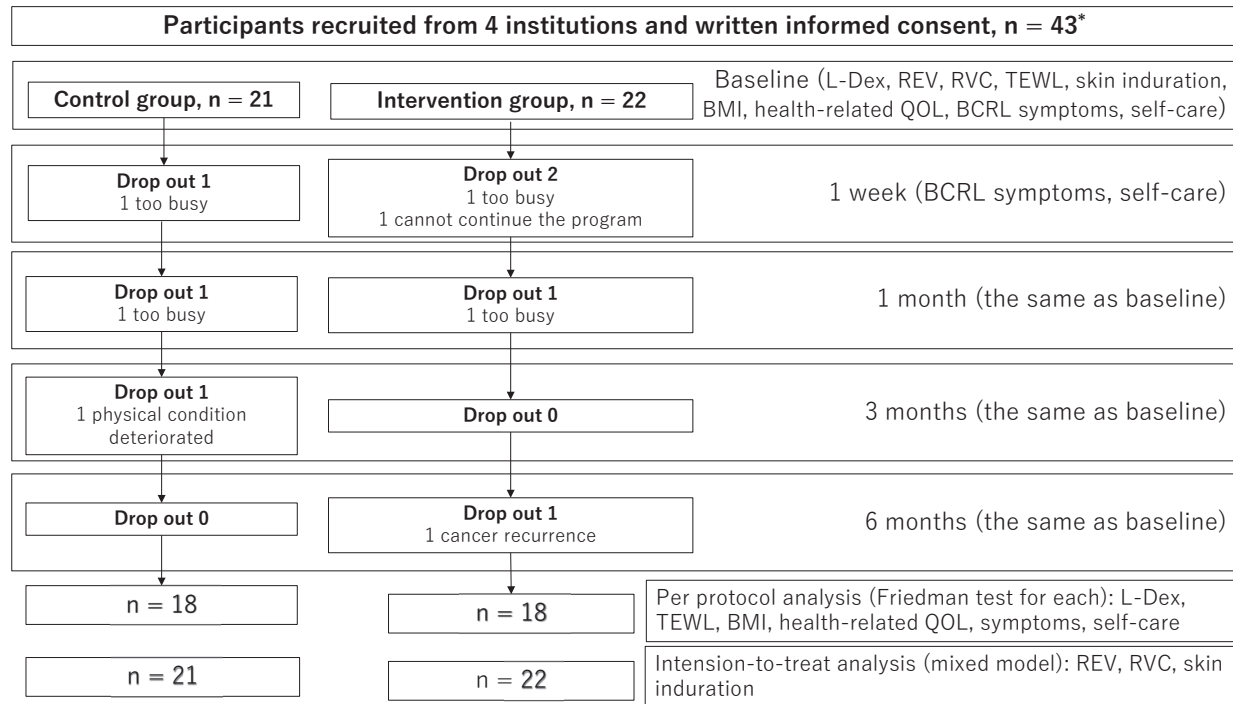 Participants recruited from 4 institutions and written informed consent, n = 43*
Control group, n = 21
Intervention group, n = 22
Baseline (L-Dex, REV, RVC, TEWL, skin induration,
BMI, health-related QOL, BCRL symptoms, self-care)
Drop out 1
1 too busy
Drop out 2
1 too busy
1 cannot continue the program
1 week (BCRL symptoms, self-care)
Drop out 1
1 too busy
Drop out 1
1 too busy
1 month (the same as baseline)
Drop out 1
1 physical condition
deteriorated
Drop out 0
3 months (the same as baseline)
Drop out 0
Drop out 1
1 cancer recurrence
6 months (the same as baseline)
n = 18
n = 18
Per protocol analysis (Friedman test for each): L-Dex,
TEWL, BMI, health-related QOL, symptoms, self-care
n = 21
n = 22
Intension-to-treat analysis (mixed model): REV, RVC, skin
induration